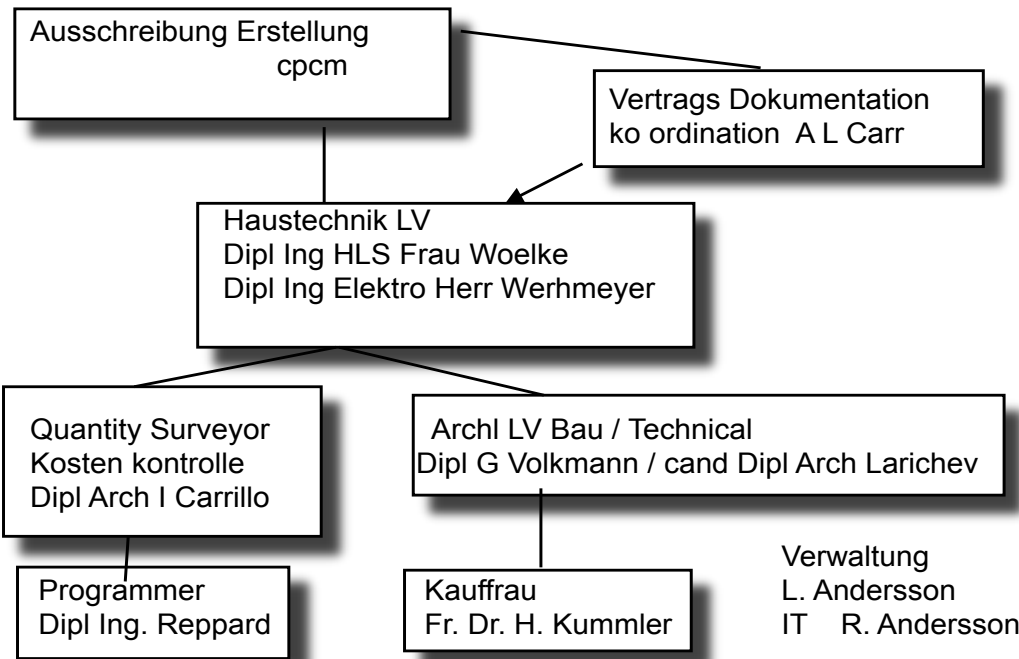 Ausschreibung Erstellung
cpcm
Vertrags Dokumentation
ko ordination A L Carr
Haustechnik LV
Dipl Ing HLS Frau Woelke
Dipl Ing Elektro Herr Werhmeyer
Quantity Surveyor
Kosten kontrolle
Dipl Arch I Carrillo
Archl LV Bau / Technical
Dipl G Volkmann / cand Dipl Arch Larichev
Programmer
Dipl Ing. Reppard
Kauffrau
Fr. Dr. H. Kummler
Verwaltung
L. Andersson
IT R. Andersson